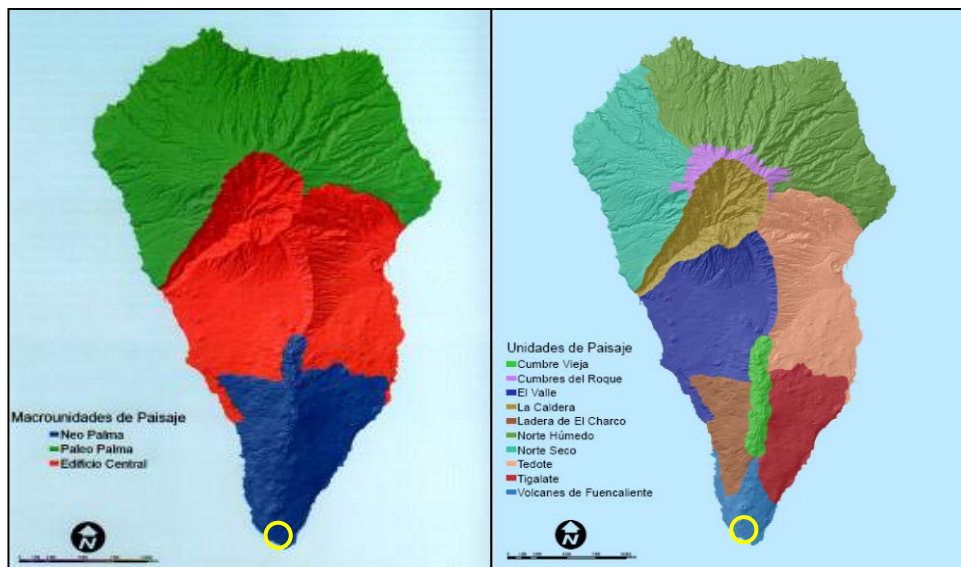 Macrounidades de Paisaje
Neo Palma
Paleo Palma
Edificio Central
N
Unidades de Paisaje
Cumbre Vieja
Cumbres del Roque
El Valle
La Caldera
Ladera de El Charco
Norte Húmedo
Norte Seco
Tedote
Tigalate
Volcanes de Fuencaliente
N